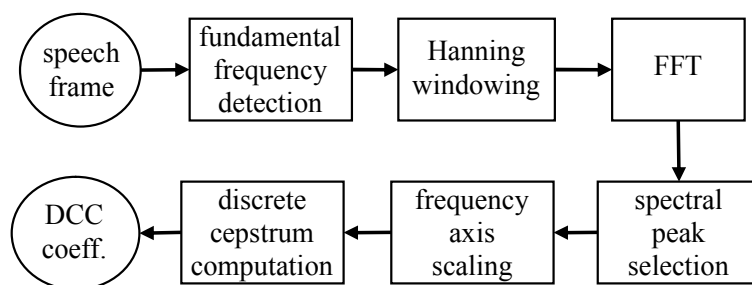 speech
frame
fundamental
frequency
detection
Hanning
windowing
FFT
spectral
peak
selection
frequency
axis
scaling
discrete
cepstrum
computation
DCC
coeff.